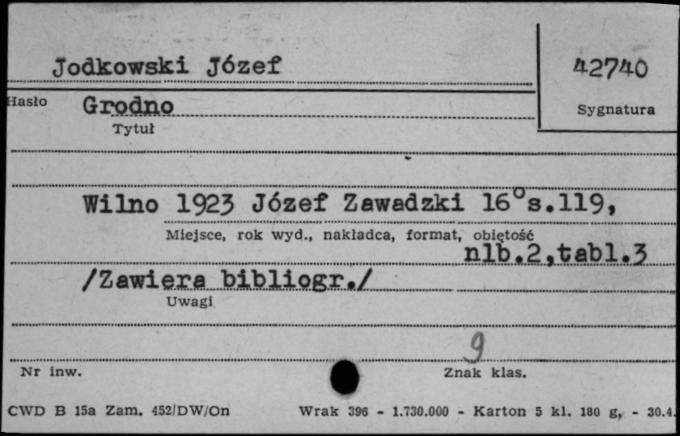 Jodkowski Józef
42740
Hasło
Grodno
Sygnatura
Tytuł
Wilno 1923 Józef Zawadzki 16° s.119,
Miejsce, rok wyd., nakładca, format, objętość
nlb.2,tabl.3
/Zawiera bibliogr./
Uwagi
9
Nr inw.
Znak klas.
CWD B 15a Zam. 452/DW/On Wrak 396 - 1.730.000 - Karton 5 kl. 180 g, - 30.4.